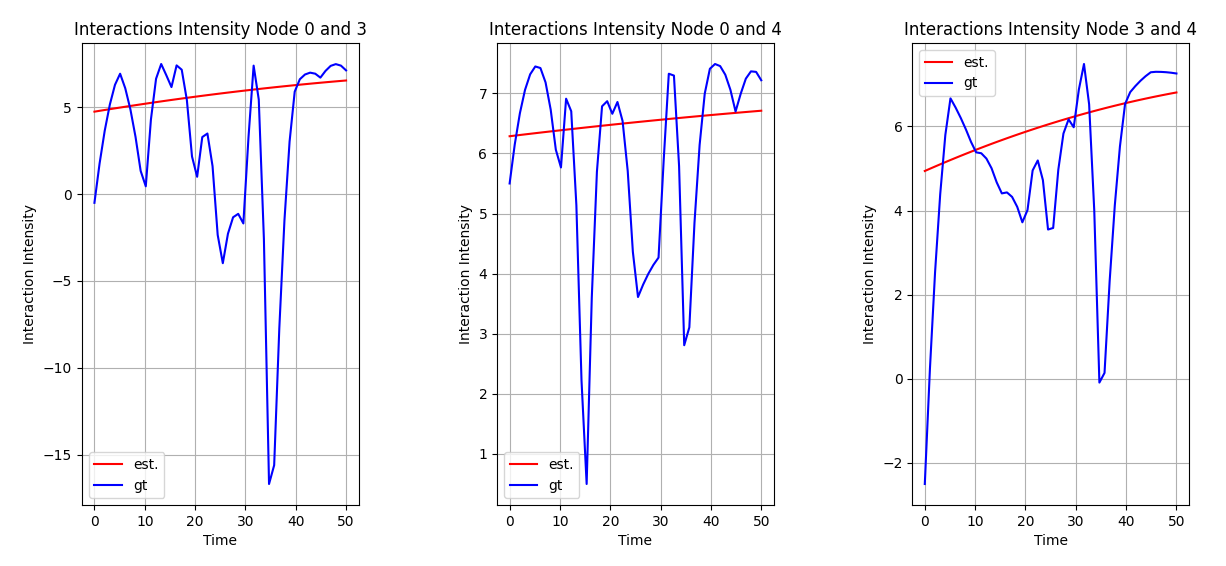 Interactions Intensity Node 0 and 3
5
0
−5
−10
−15
Interaction Intensity
est.
gt
0 10 20 30 40 50
Time
Interactions Intensity Node 0 and 4
7
6
5
4
3
2
1
Interaction Intensity
est.
gt
0 10 20 30 40 50
Time
Interactions Intensity Node 3 and 4
est.
gt
6
4
2
0
−2
Interaction Intensity
0 10 20 30 40 50
Time